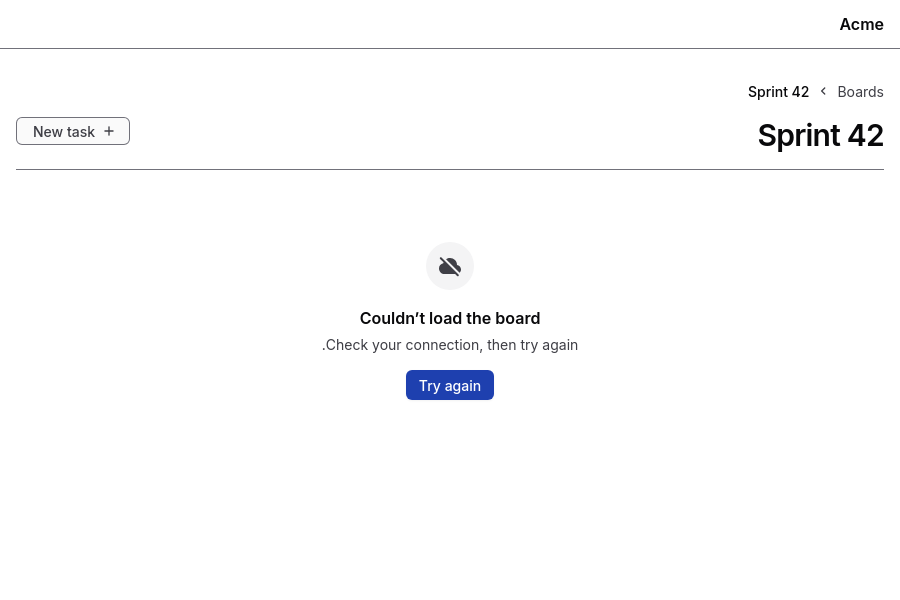 Acme
Boards
Sprint 42
Sprint 42
New task
Couldn’t load the board
.Check your connection, then try again
Try again